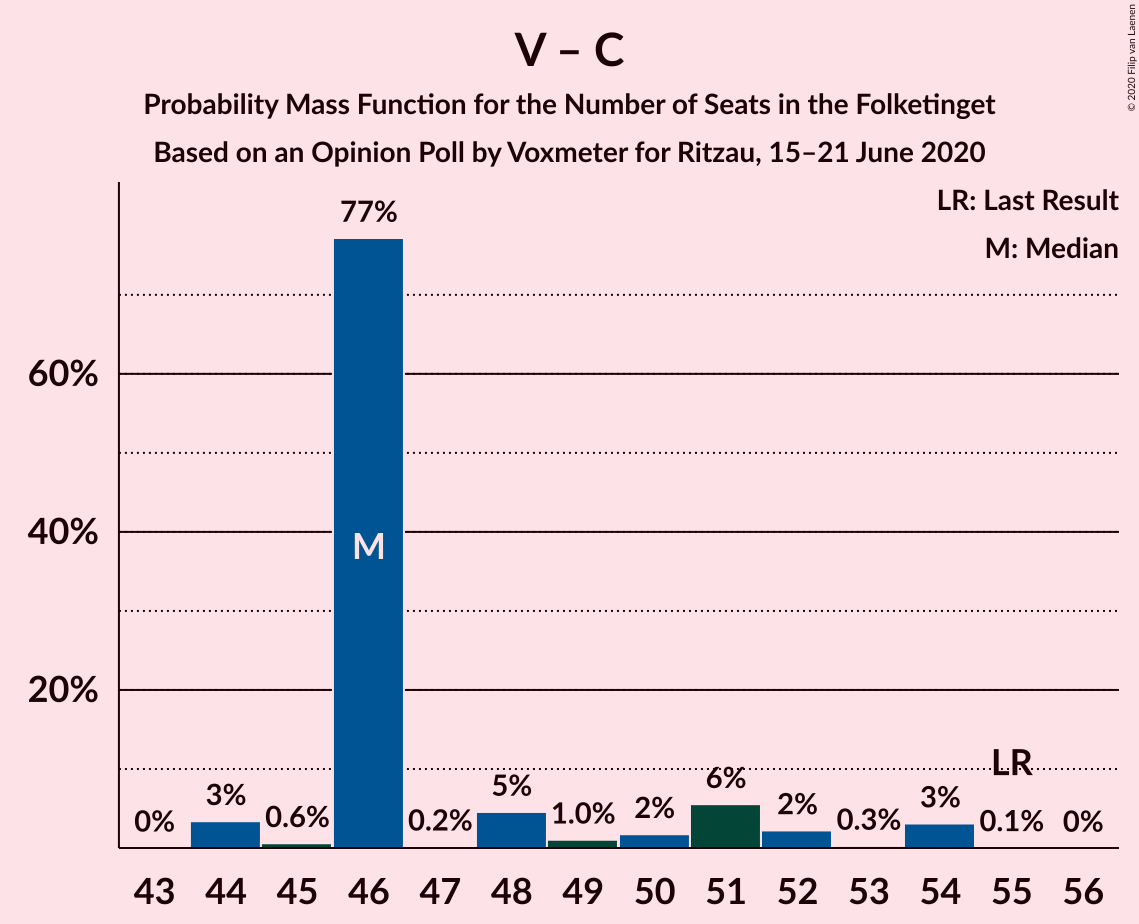 V – C
Probability Mass Function for the Number of Seats in the Folketinget
Based on an Opinion Poll by Voxmeter for Ritzau, 15–21 June 2020
© 2020 Filip van Laenen
LR: Last Result
M: Median
60%
40%
20%
0%
3%
0.6%
77%
M
0.2%
5%
1.0%
2%
6%
2%
0.3%
3%
LR
0.1%
0%
43 44 45 46 47 48 49 50 51 52 53 54 55 56